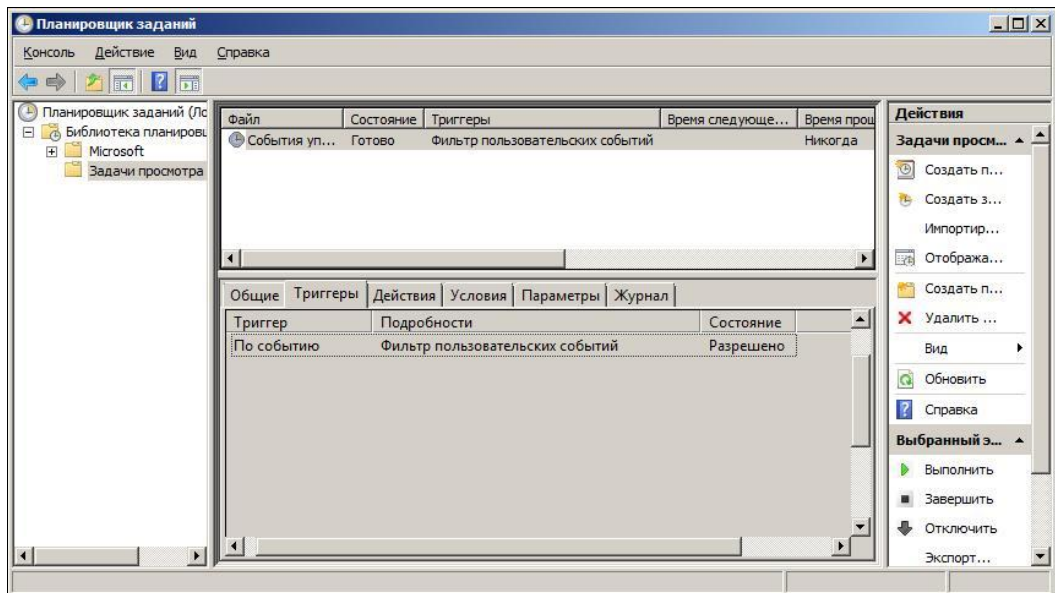 Планировщик заданий
Консоль Действие Вид Справка
Планировщик заданий (Ло
Библиотека планировщ
Microsoft
Задачи просмотра
Файл Состояние Триггеры Время следующе... Время прош
События уп... Готово Фильтр пользовательских событий Никогда
Общие Триггеры Действия Условия Параметры Журнал
Триггер Подробности Состояние
По событию Фильтр пользовательских событий Разрешено
Действия
Задачи просм...
Создать п...
Создать з...
Импортир...
Отобража...
Создать п...
Удалить ...
Вид
Обновить
Справка
Выбранный э...
Выполнить
Завершить
Отключить
Экспорт...